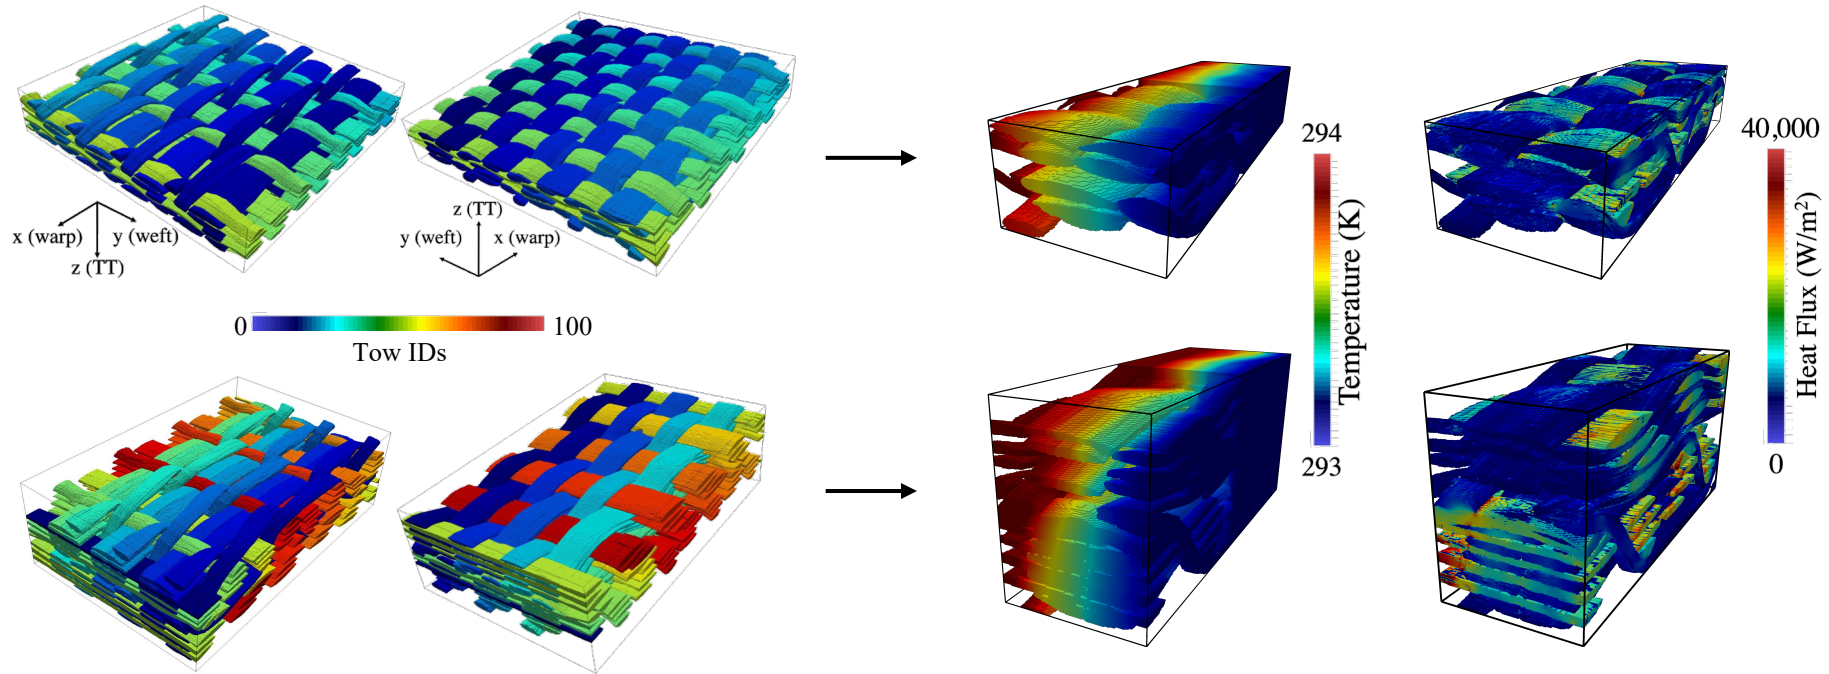 x (warp)
y (weft)
z (TT)
z (TT)
y (weft)
x (warp)
0
100
Tow IDs
294
Temperature (K)
293
40,000
Heat Flux (W/m²)
0